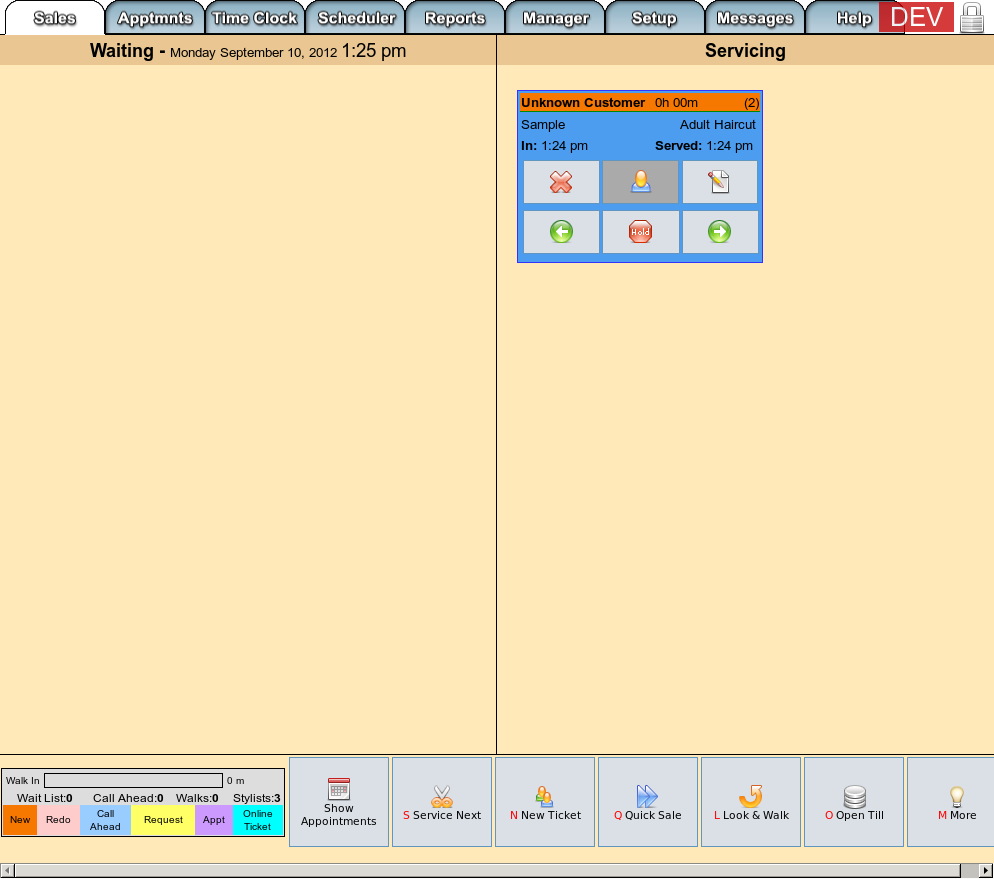 Sales Apptmnts Time Clock Scheduler Reports Manager Setup Messages Help DEV
Waiting - Monday September 10, 2012 1:25 pm
Servicing
Unknown Customer 0h 00m (2)
Sample Adult Haircut
In: 1:24 pm Served: 1:24 pm
Hold
Walk In 0 m
Wait List:0 Call Ahead:0 Walks:0 Stylists:3
New Redo Call Ahead Request Appt Online Ticket
Show
Appointments
S Service Next
N New Ticket
Q Quick Sale
L Look & Walk
O Open Till
M More